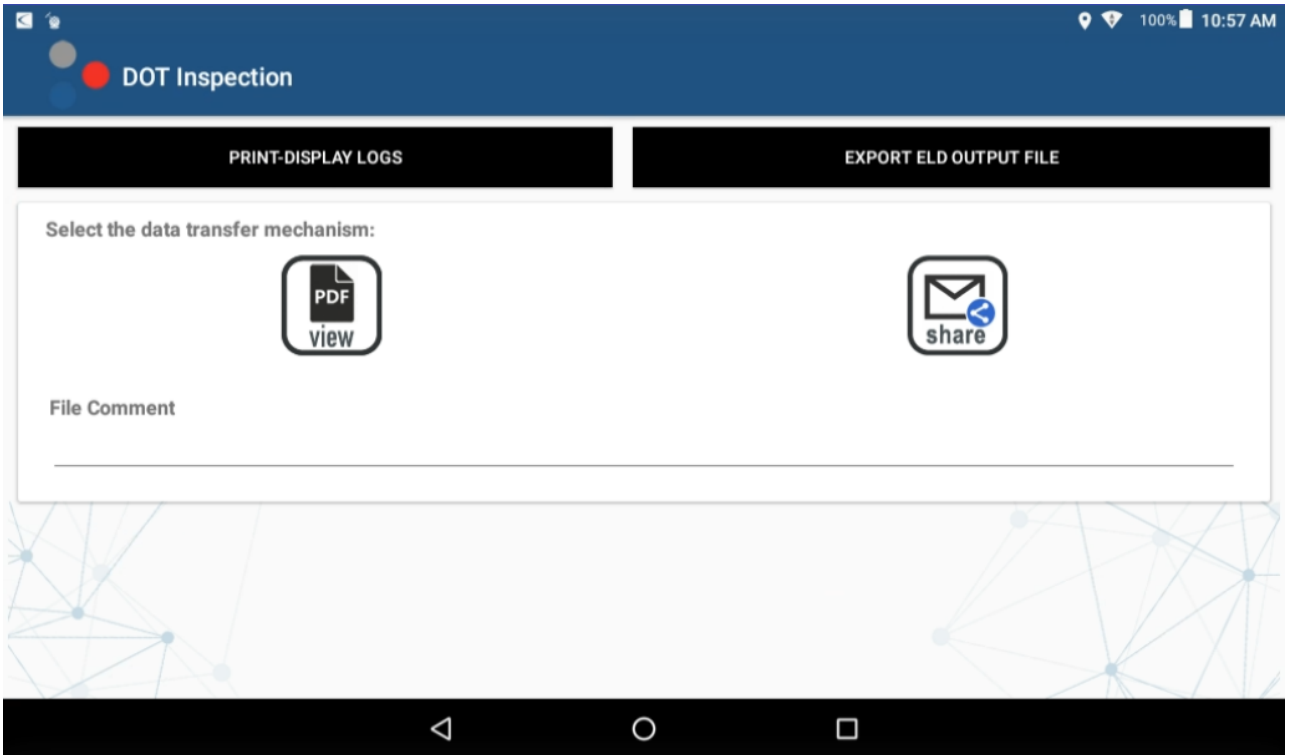 100% 10:57 AM
DOT Inspection
PRINT-DISPLAY LOGS
EXPORT ELD OUTPUT FILE
Select the data transfer mechanism:
PDF
view
share
File Comment